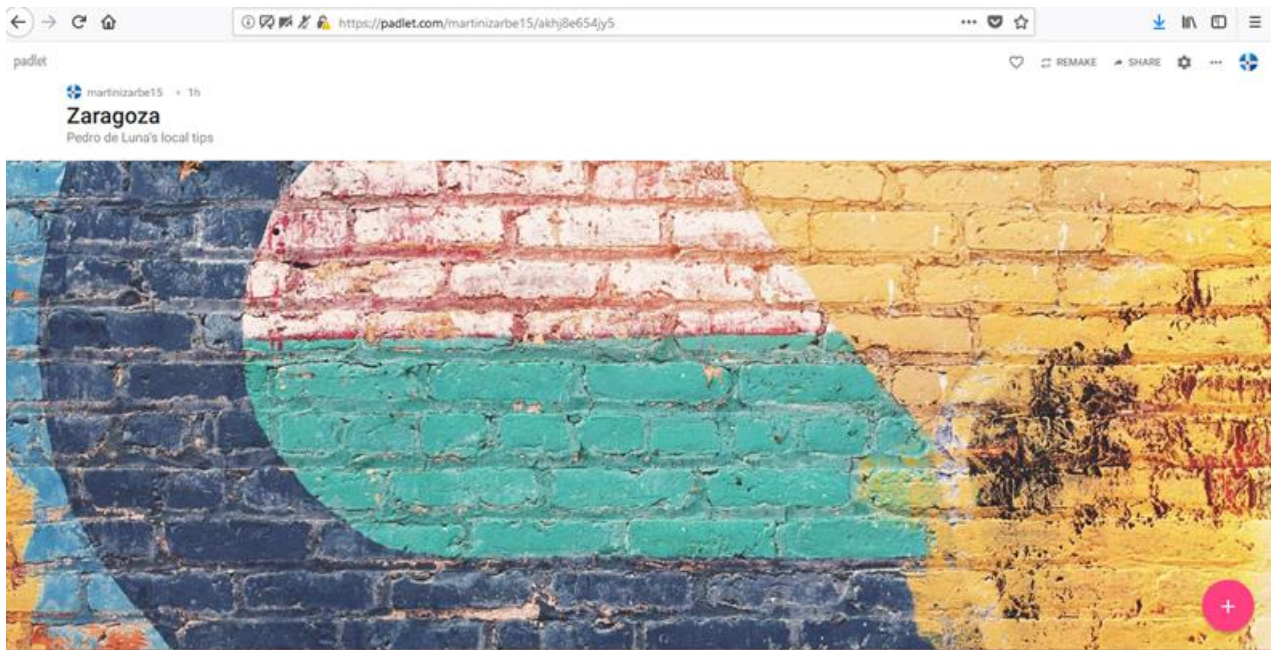 https://padlet.com/martinizarbe15/akhj8e654jy5
padlet
REMAKE SHARE
martinizarbe15 • 1h
Zaragoza
Pedro de Luna's local tips